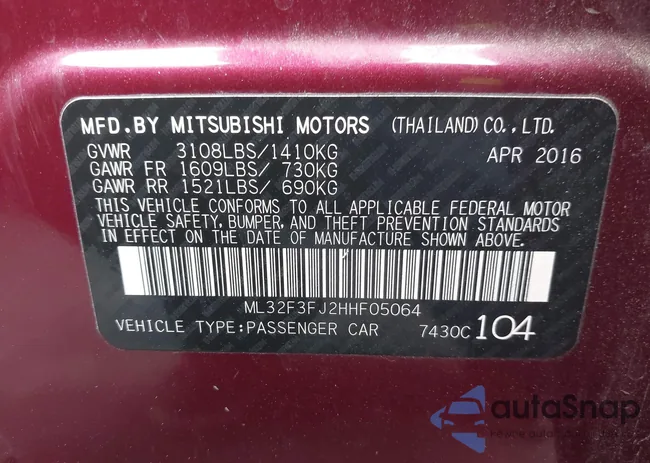 MFD.BY MITSUBISHI MOTORS (THAILAND) CO.,LTD.
GVWR 3108LBS/1410KG APR 2016
GAWR FR 1609LBS/ 730KG
GAWR RR 1521LBS/ 690KG
THIS VEHICLE CONFORMS TO ALL APPLICABLE FEDERAL MOTOR
VEHICLE SAFETY, BUMPER, AND THEFT PREVENTION STANDARDS
IN EFFECT ON THE DATE OF MANUFACTURE SHOWN ABOVE.
ML32F3FJ2HHF05064
VEHICLE TYPE:PASSENGER CAR 7430C 104
autoSnap